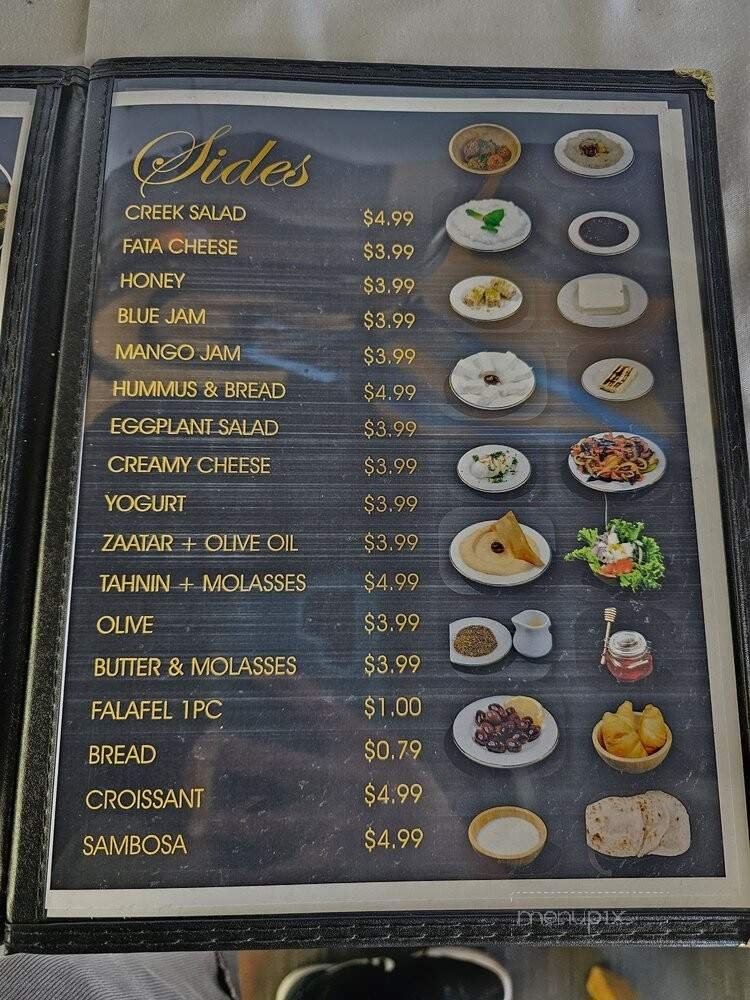 Sides
CREEK SALAD $4.99
FATA CHEESE $3.99
HONEY $3.99
BLUE JAM $3.99
MANGO JAM $3.99
HUMMUS & BREAD $4.99
EGGPLANT SALAD $3.99
CREAMY CHEESE $3.99
YOGURT $3.99
ZAATAR + OLIVE OIL $3.99
TAHNIN + MOLASSES $4.99
OLIVE $3.99
BUTTER & MOLASSES $3.99
FALAFEL 1PC $1.00
BREAD $0.79
CROISSANT $4.99
SAMBOSA $4.99
menupix